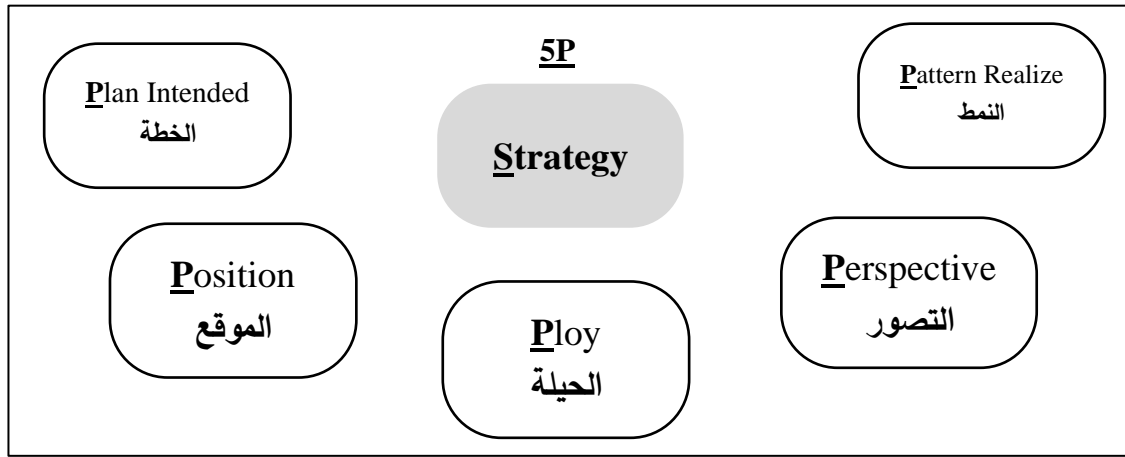 5P
Strategy
Plan Intended
الخطة
Pattern Realize
النمط
Position
الموقع
Ploy
الحيلة
Perspective
التصور